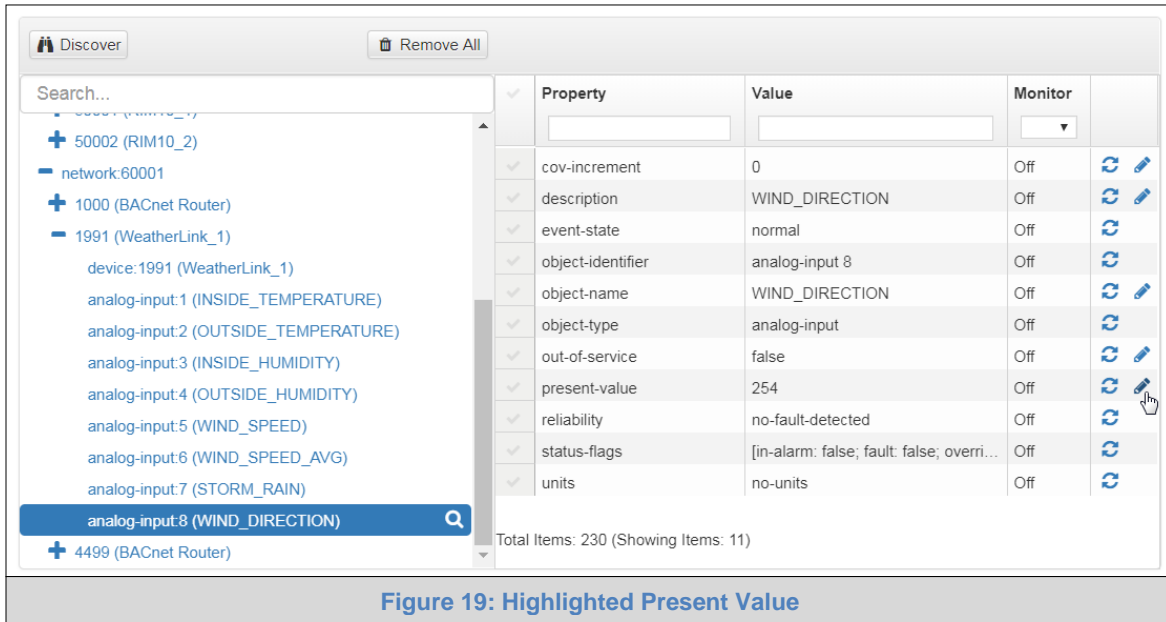 Discover
Remove All
Search...
50002 (RIM10_2)
network:60001
1000 (BACnet Router)
1991 (WeatherLink_1)
device:1991 (WeatherLink_1)
analog-input:1 (INSIDE_TEMPERATURE)
analog-input:2 (OUTSIDE_TEMPERATURE)
analog-input:3 (INSIDE_HUMIDITY)
analog-input:4 (OUTSIDE_HUMIDITY)
analog-input:5 (WIND_SPEED)
analog-input:6 (WIND_SPEED_AVG)
analog-input:7 (STORM_RAIN)
analog-input:8 (WIND_DIRECTION)
4499 (BACnet Router)
Property Value Monitor
cov-increment 0 Off
description WIND_DIRECTION Off
event-state normal Off
object-identifier analog-input 8 Off
object-name WIND_DIRECTION Off
object-type analog-input Off
out-of-service false Off
present-value 254 Off
reliability no-fault-detected Off
status-flags [in-alarm: false; fault: false; overri... Off
units no-units Off
Total Items: 230 (Showing Items: 11)
Figure 19: Highlighted Present Value